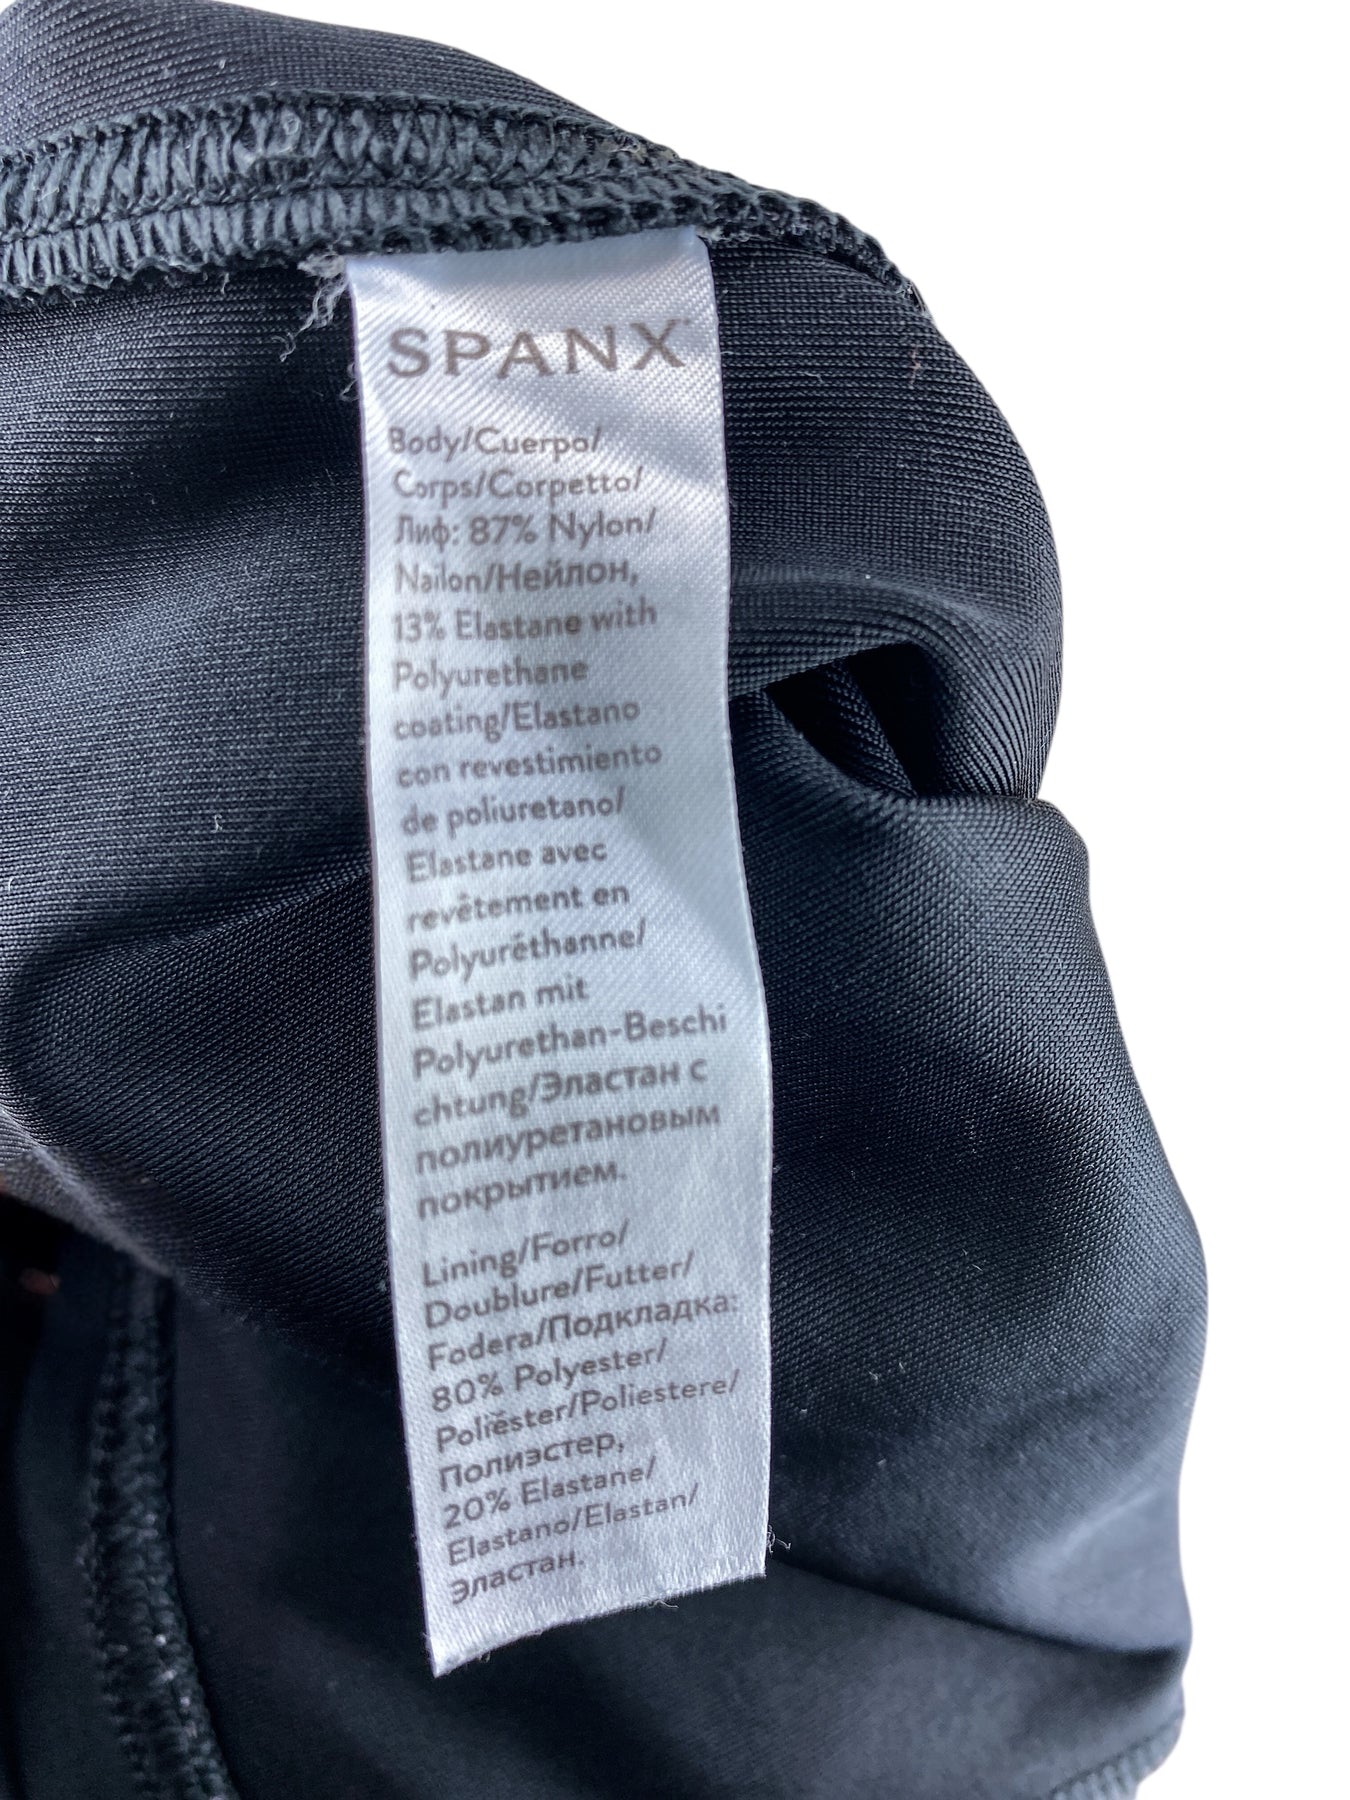 SPANX
Body/Cuerpo/
Corps/Corpetto/
Лиф: 87% Nylon/
Nailon/Нейлон,
13% Elastane with
Polyurethane
coating/Elastano
con revestimiento
de poliuretano/
Elastane avec
revêtement en
Polyuréthanne/
Elastan mit
Polyurethan-Beschi
chtung/Эластан с
полиуретановым
покрытием.
Lining/Forro/
Doublure/Futter/
Fodera/Подкладка:
80% Polyester/
Poliéster/Poliestere/
Полиэстер,
20% Elastane/
Elastano/Elastan/
Эластан.